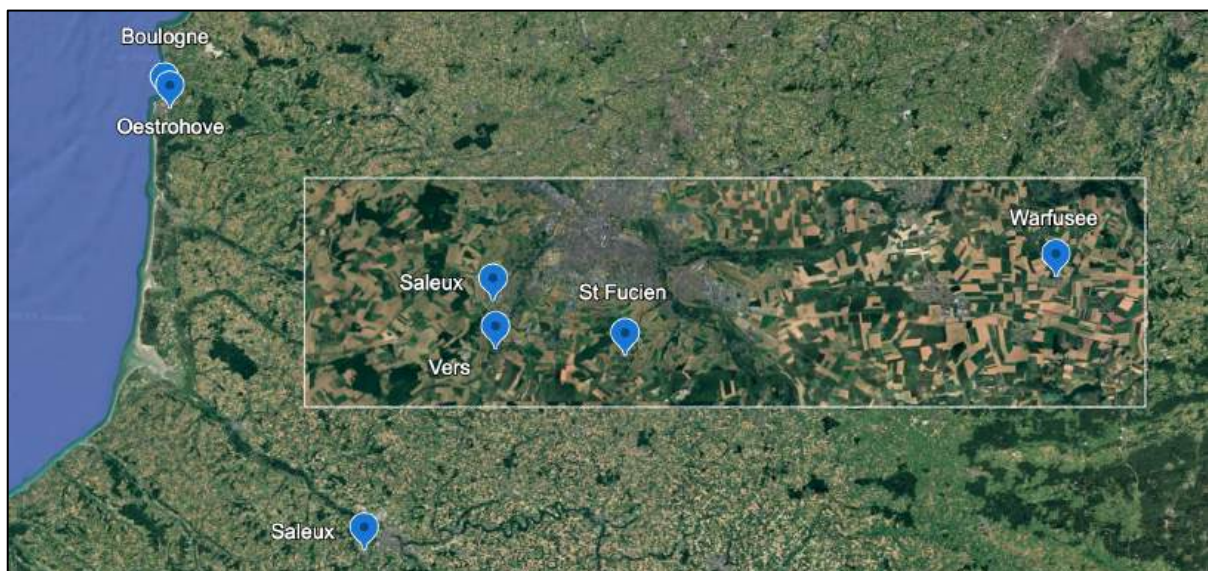 Boulogne
Oestrohove
Warfusee
Saleux
St Fucien
Vers
Saleux